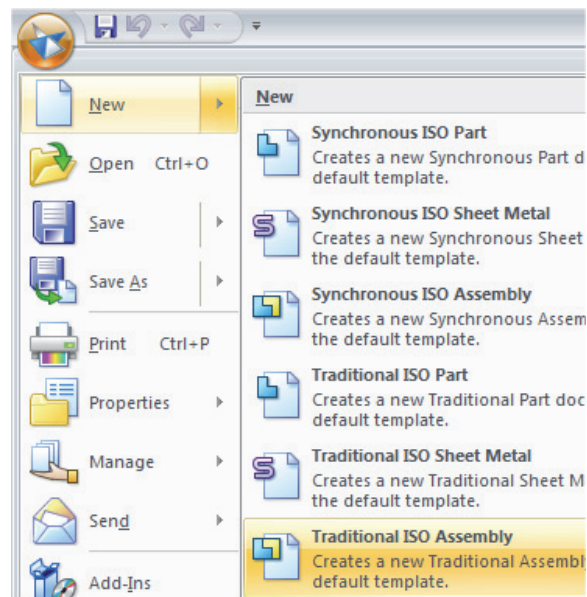 New
Open Ctrl+O
Save
Save As
Print Ctrl+P
Properties
Manage
Send
Add-Ins
New
Synchronous ISO Part
Creates a new Synchronous Part d
default template.
Synchronous ISO Sheet Metal
Creates a new Synchronous Sheet
the default template.
Synchronous ISO Assembly
Creates a new Synchronous Assem
the default template.
Traditional ISO Part
Creates a new Traditional Part doc
default template.
Traditional ISO Sheet Metal
Creates a new Traditional Sheet M
the default template.
Traditional ISO Assembly
Creates a new Traditional Assembl
default template.